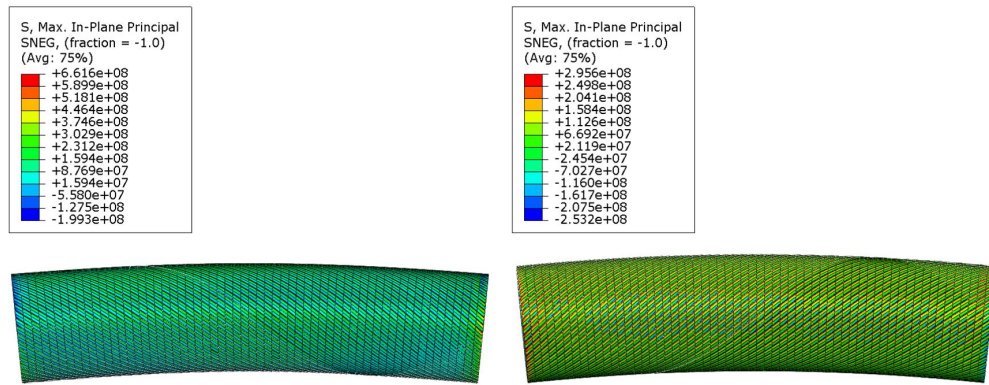 S, Max. In-Plane Principal
SNEG, (fraction = -1.0)
(Avg: 75%)
+6.616e+08
+5.899e+08
+5.181e+08
+4.464e+08
+3.746e+08
+3.029e+08
+2.312e+08
+1.594e+08
+8.769e+07
+1.594e+07
-5.580e+07
-1.275e+08
-1.993e+08
S, Max. In-Plane Principal
SNEG, (fraction = -1.0)
(Avg: 75%)
+2.956e+08
+2.498e+08
+2.041e+08
+1.584e+08
+1.126e+08
+6.692e+07
+2.119e+07
-2.454e+07
-7.027e+07
-1.160e+08
-1.617e+08
-2.075e+08
-2.532e+08